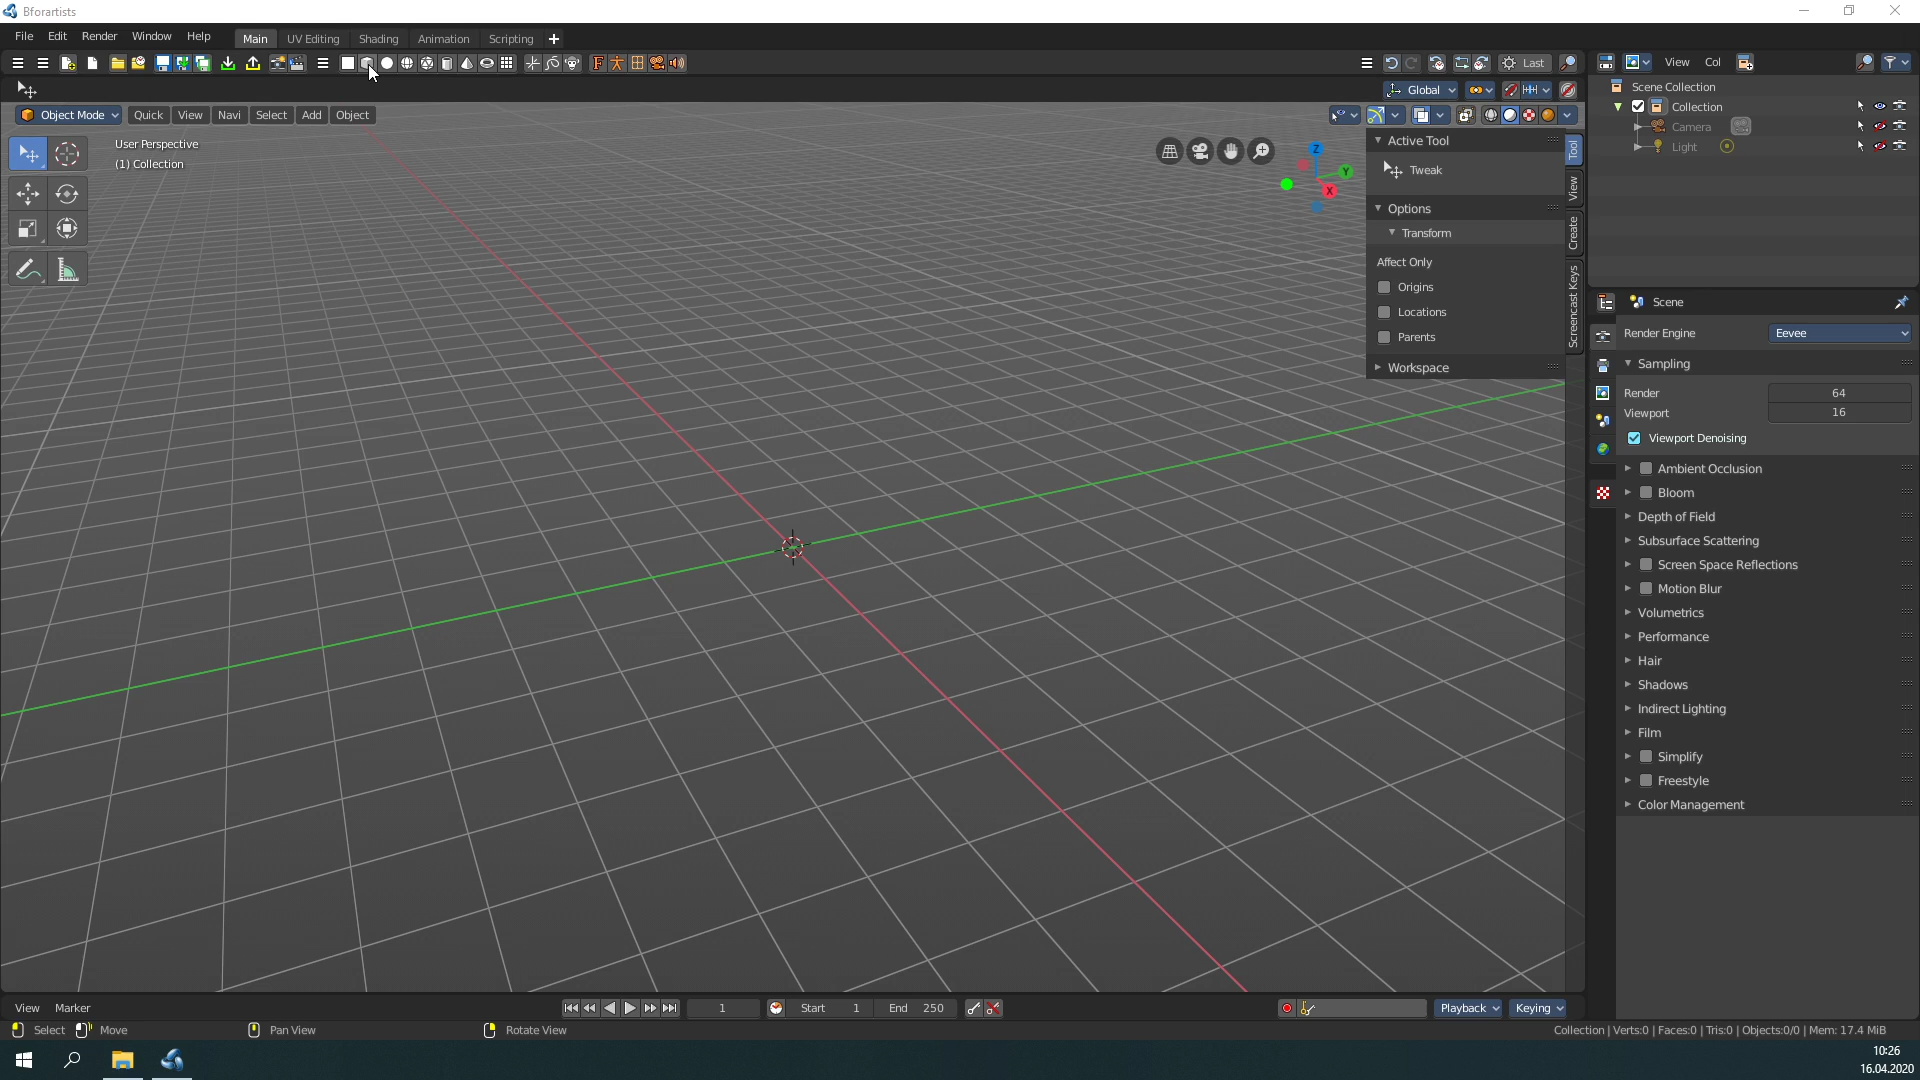 Bforartists
File Edit Render Window Help Main UV Editing Shading Animation Scripting
Last
View Col
Global
Object Mode Quick View Navi Select Add Object
User Perspective
(1) Collection
Z
Y
X
Active Tool
Tweak
Options
Transform
Affect Only
Origins
Locations
Parents
Workspace
Tool
View
Create
Screencast Keys
Scene Collection
Collection
Camera
Light
Scene
Render Engine Eevee
Sampling
Render 64
Viewport 16
Viewport Denoising
Ambient Occlusion
Bloom
Depth of Field
Subsurface Scattering
Screen Space Reflections
Motion Blur
Volumetrics
Performance
Hair
Shadows
Indirect Lighting
Film
Simplify
Freestyle
Color Management
View Marker 1 Start 1 End 250 Playback Keying
Select Move Pan View Rotate View Collection | Verts:0 | Faces:0 | Tris:0 | Objects:0/0 | Mem: 17.4 MiB
10:26
16.04.2020